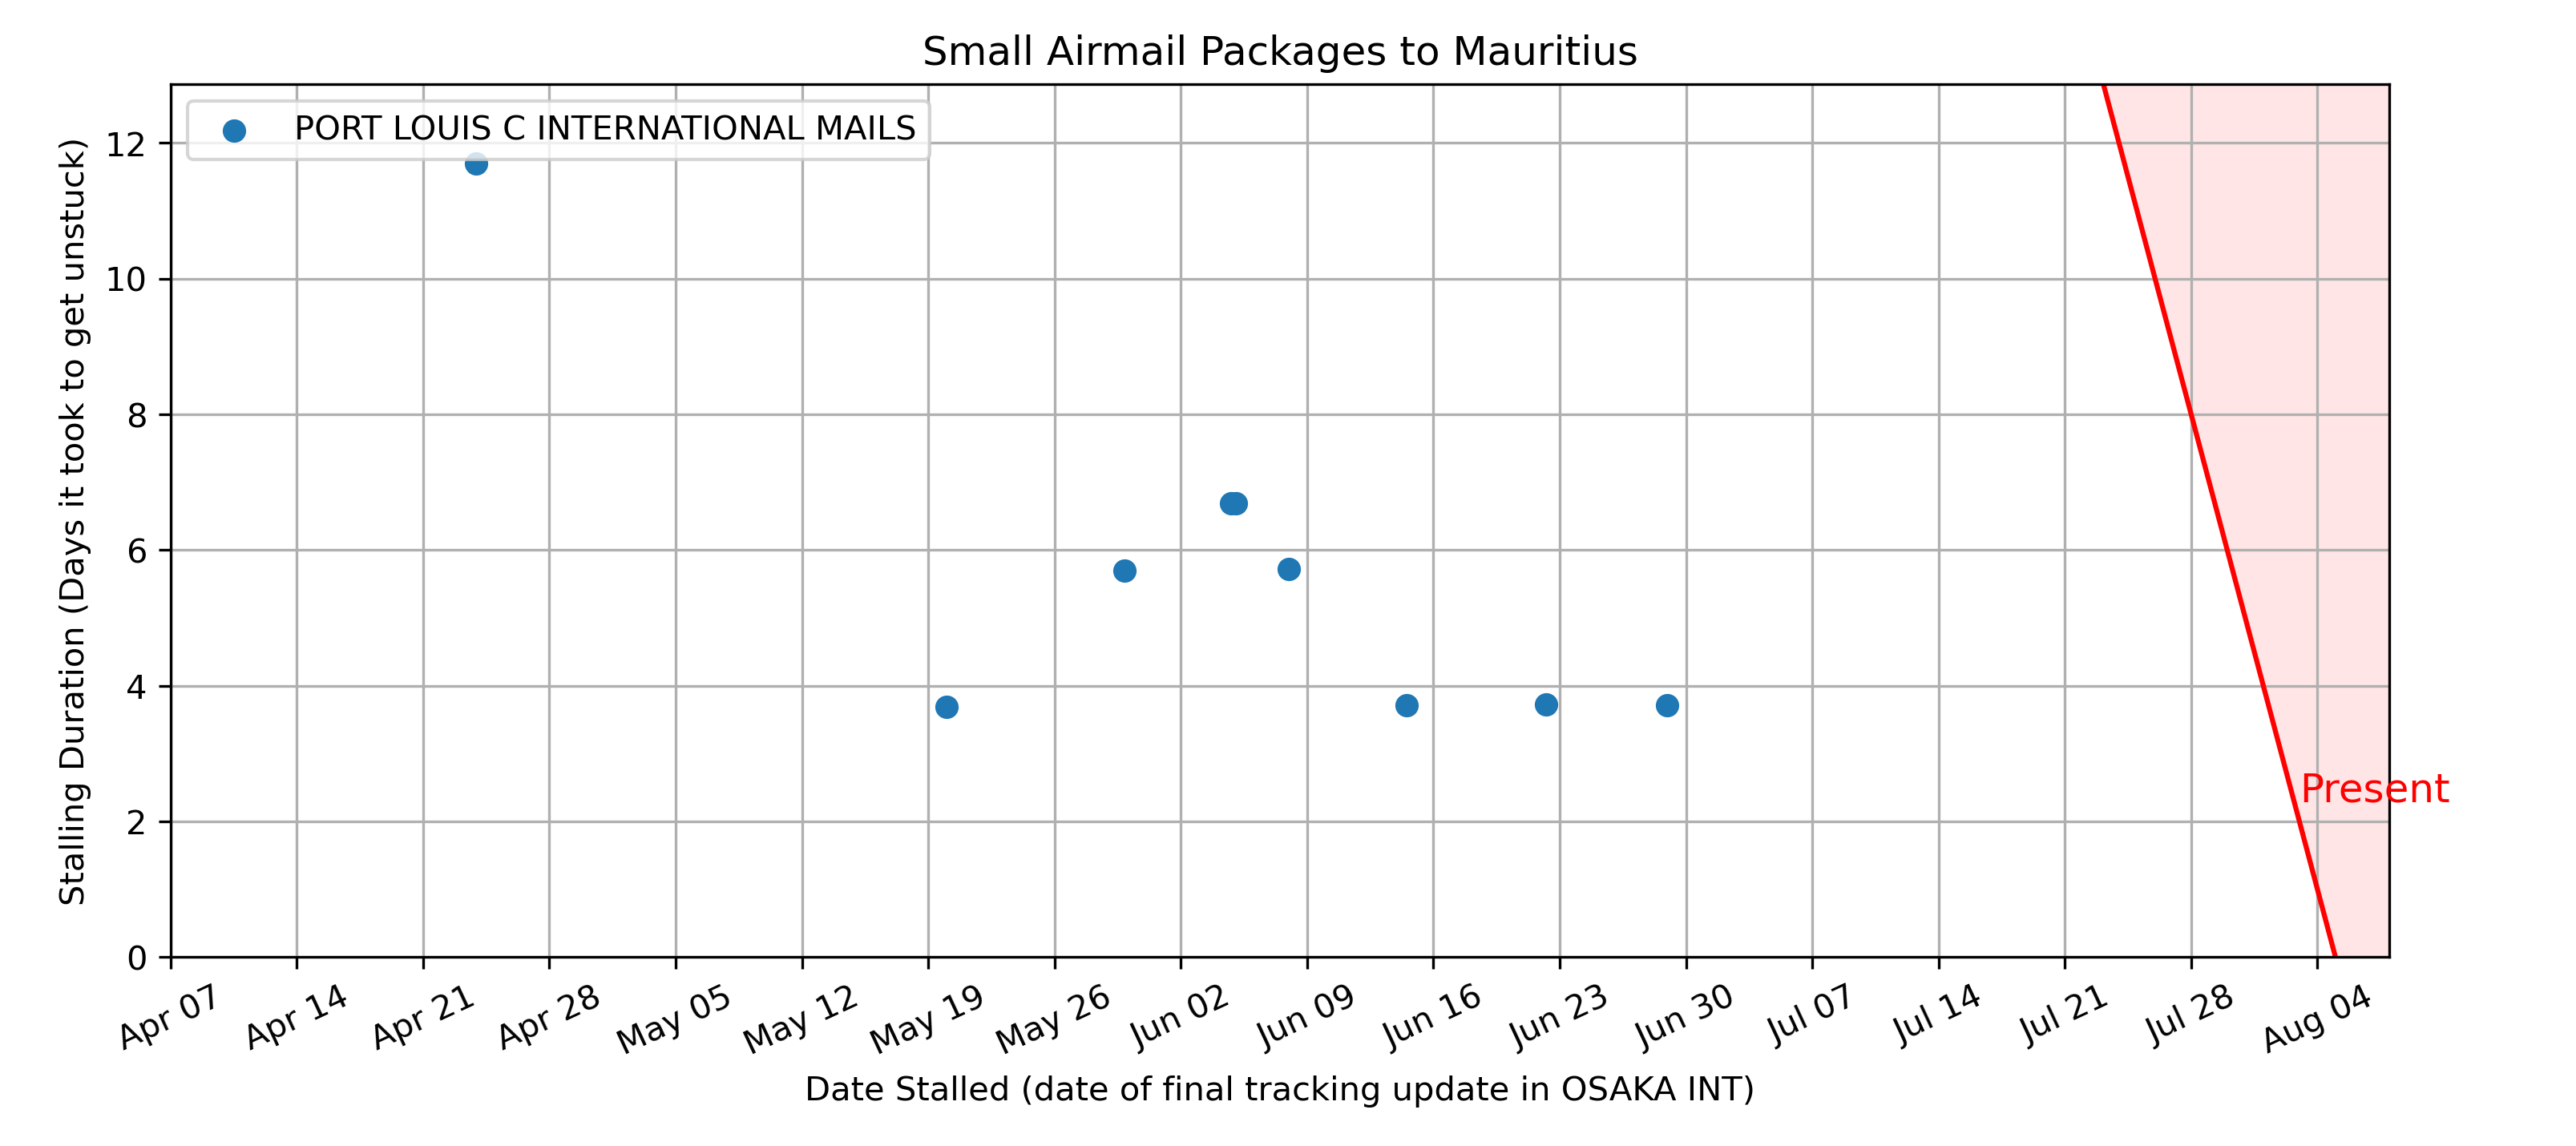 Small Airmail Packages to Mauritius
PORT LOUIS C INTERNATIONAL MAILS
Stalling Duration (Days it took to get unstuck)
12
10
8
6
4
2
0
Present
Apr 07
Apr 14
Apr 21
Apr 28
May 05
May 12
May 19
May 26
Jun 02
Jun 09
Jun 16
Jun 23
Jun 30
Jul 07
Jul 14
Jul 21
Jul 28
Aug 04
Date Stalled (date of final tracking update in OSAKA INT)